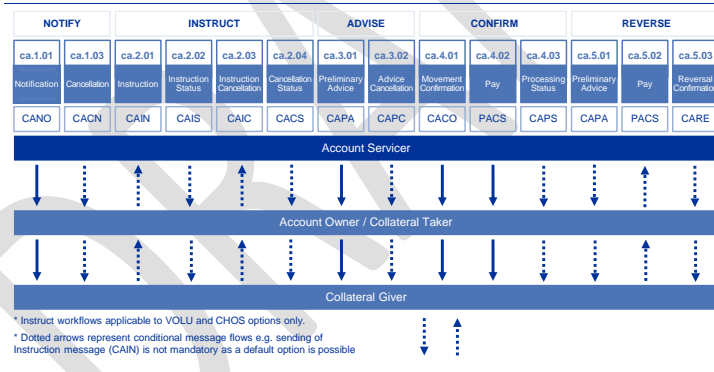 NOTIFY INSTRUCT ADVISE CONFIRM REVERSE
ca.1.01 ca.1.03 ca.2.01 ca.2.02 ca.2.03 ca.2.04 ca.3.01 ca.3.02 ca.4.01 ca.4.02 ca.4.03 ca.5.01 ca.5.02 ca.5.03
Notification Cancellation Instruction Instruction Status Instruction Cancellation Cancellation Status Preliminary Advice Advice Cancellation Movement Confirmation Pay Processing Status Preliminary Advice Pay Reversal Confirmation
CANO CACN CAIN CAIS CAIC CACS CAPA CAPC CACO PACS CAPS CAPA PACS CARE
Account Servicer
Account Owner / Collateral Taker
Collateral Giver
* Instruct workflows applicable to VOLU and CHOS options only.
* Dotted arrows represent conditional message flows e.g. sending of
Instruction message (CAIN) is not mandatory as a default option is possible